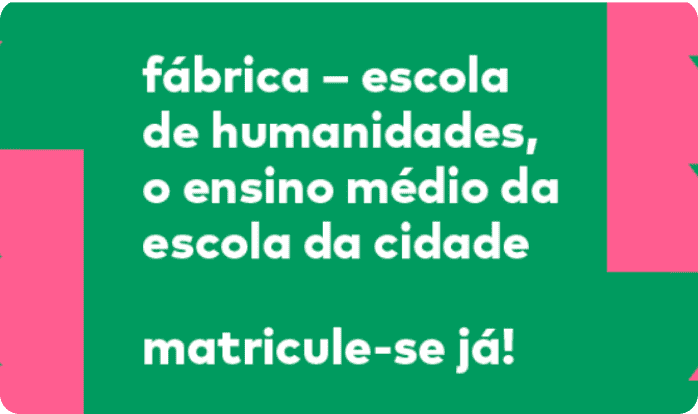 fábrica – escola
de humanidades,
o ensino médio da
escola da cidade
matricule-se já!